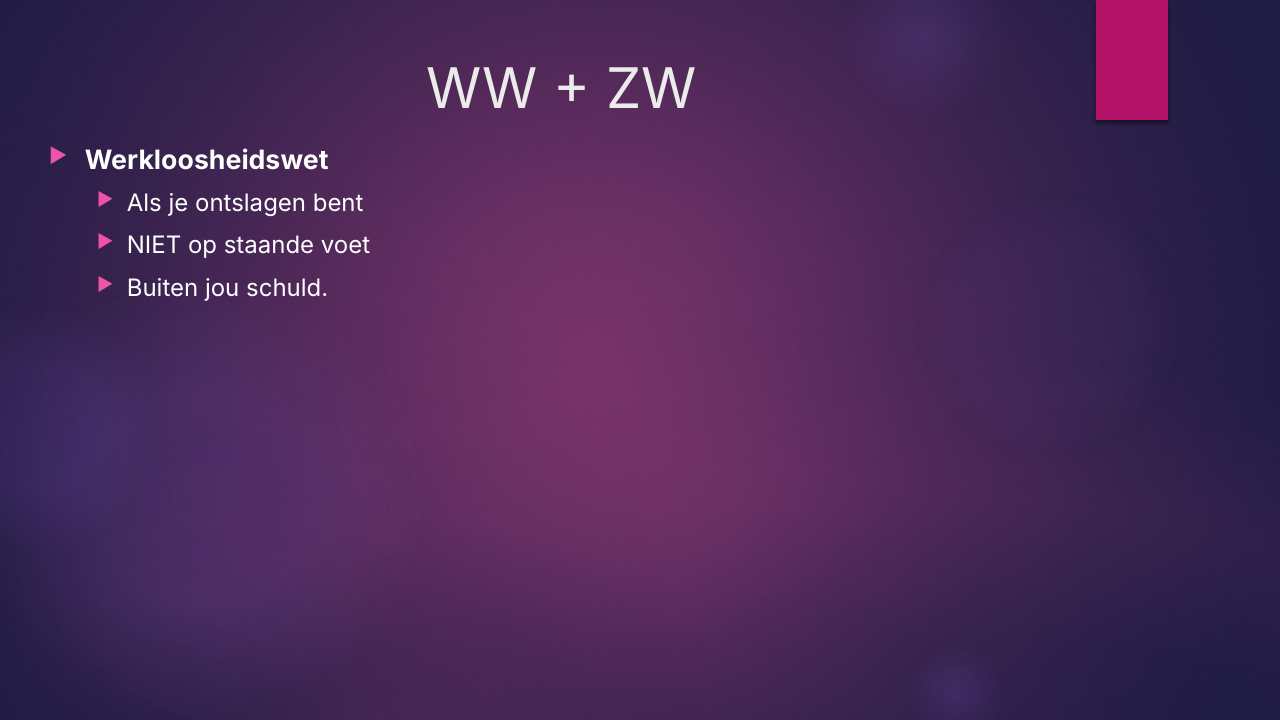 WW + ZW
Werkloosheidswet
Als je ontslagen bent
NIET op staande voet
Buiten jou schuld.